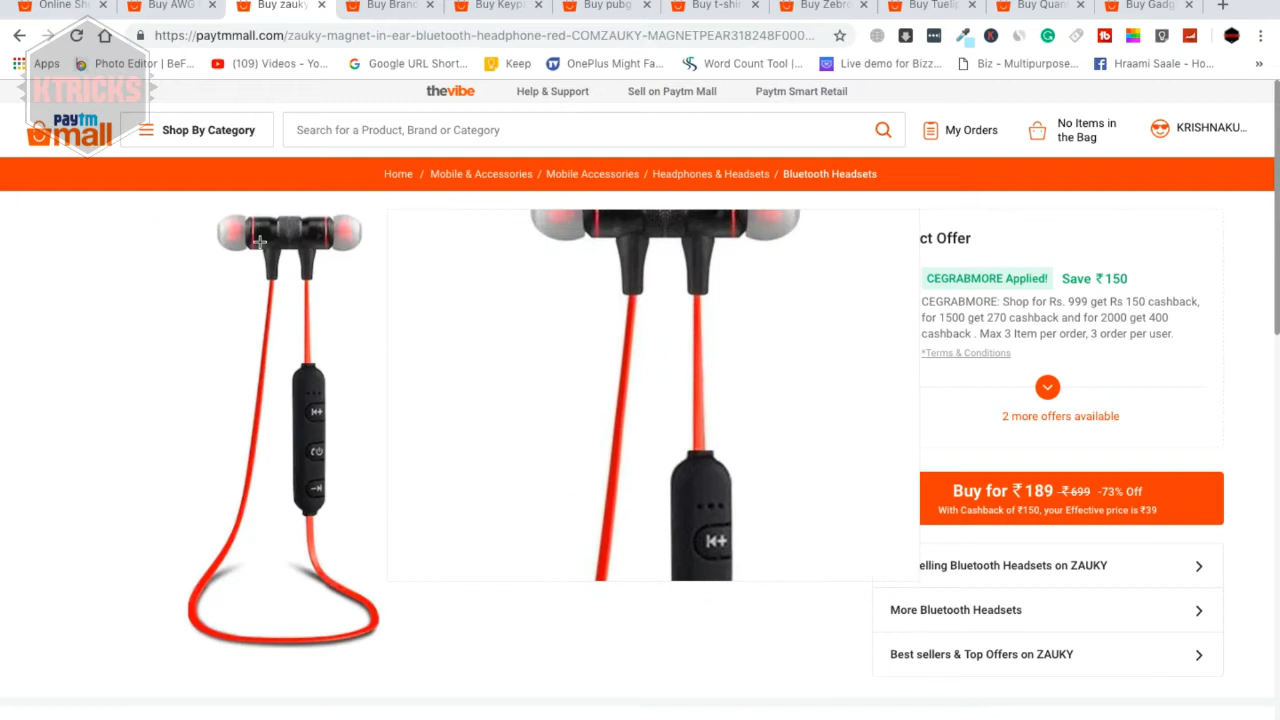 Online Sh
Buy AWG
Buy zauky
Buy Bran
Buy Keyp
Buy pubg
Buy t-shir
Buy Zebro
Buy Tuelip
Buy Quan
Buy Gadg
https://paytmmall.com/zauky-magnet-in-ear-bluetooth-headphone-red-COMZAUKY-MAGNETPEAR318248F000...
Apps
Photo Editor | BeF...
(109) Videos - Yo...
Google URL Short...
Keep
OnePlus Might Fa...
Word Count Tool |...
Live demo for Bizz...
Biz - Multipurpose...
Hraami Saale - Ho...
»
KTRICKS
thevibe
Help & Support
Sell on Paytm Mall
Paytm Smart Retail
paytm
mall
Shop By Category
Search for a Product, Brand or Category
My Orders
No Items in
the Bag
KRISHNAKU...
Home / Mobile & Accessories / Mobile Accessories / Headphones & Headsets / Bluetooth Headsets
ct Offer
CEGRABMORE Applied! Save ₹150
CEGRABMORE: Shop for Rs. 999 get Rs 150 cashback,
for 1500 get 270 cashback and for 2000 get 400
cashback . Max 3 Item per order, 3 order per user.
*Terms & Conditions
2 more offers available
Buy for ₹189 ₹699 -73% Off
With Cashback of ₹150, your Effective price is ₹39
elling Bluetooth Headsets on ZAUKY
More Bluetooth Headsets
Best sellers & Top Offers on ZAUKY